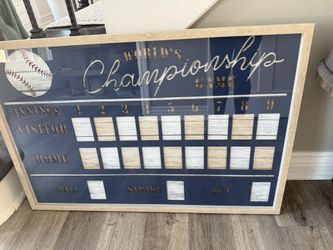 WORLD'S
Championship
GAME
INNINGS 1 2 3 4 5 6 7 8 9
VISITOR
HOME
BALL STRIKE OUT